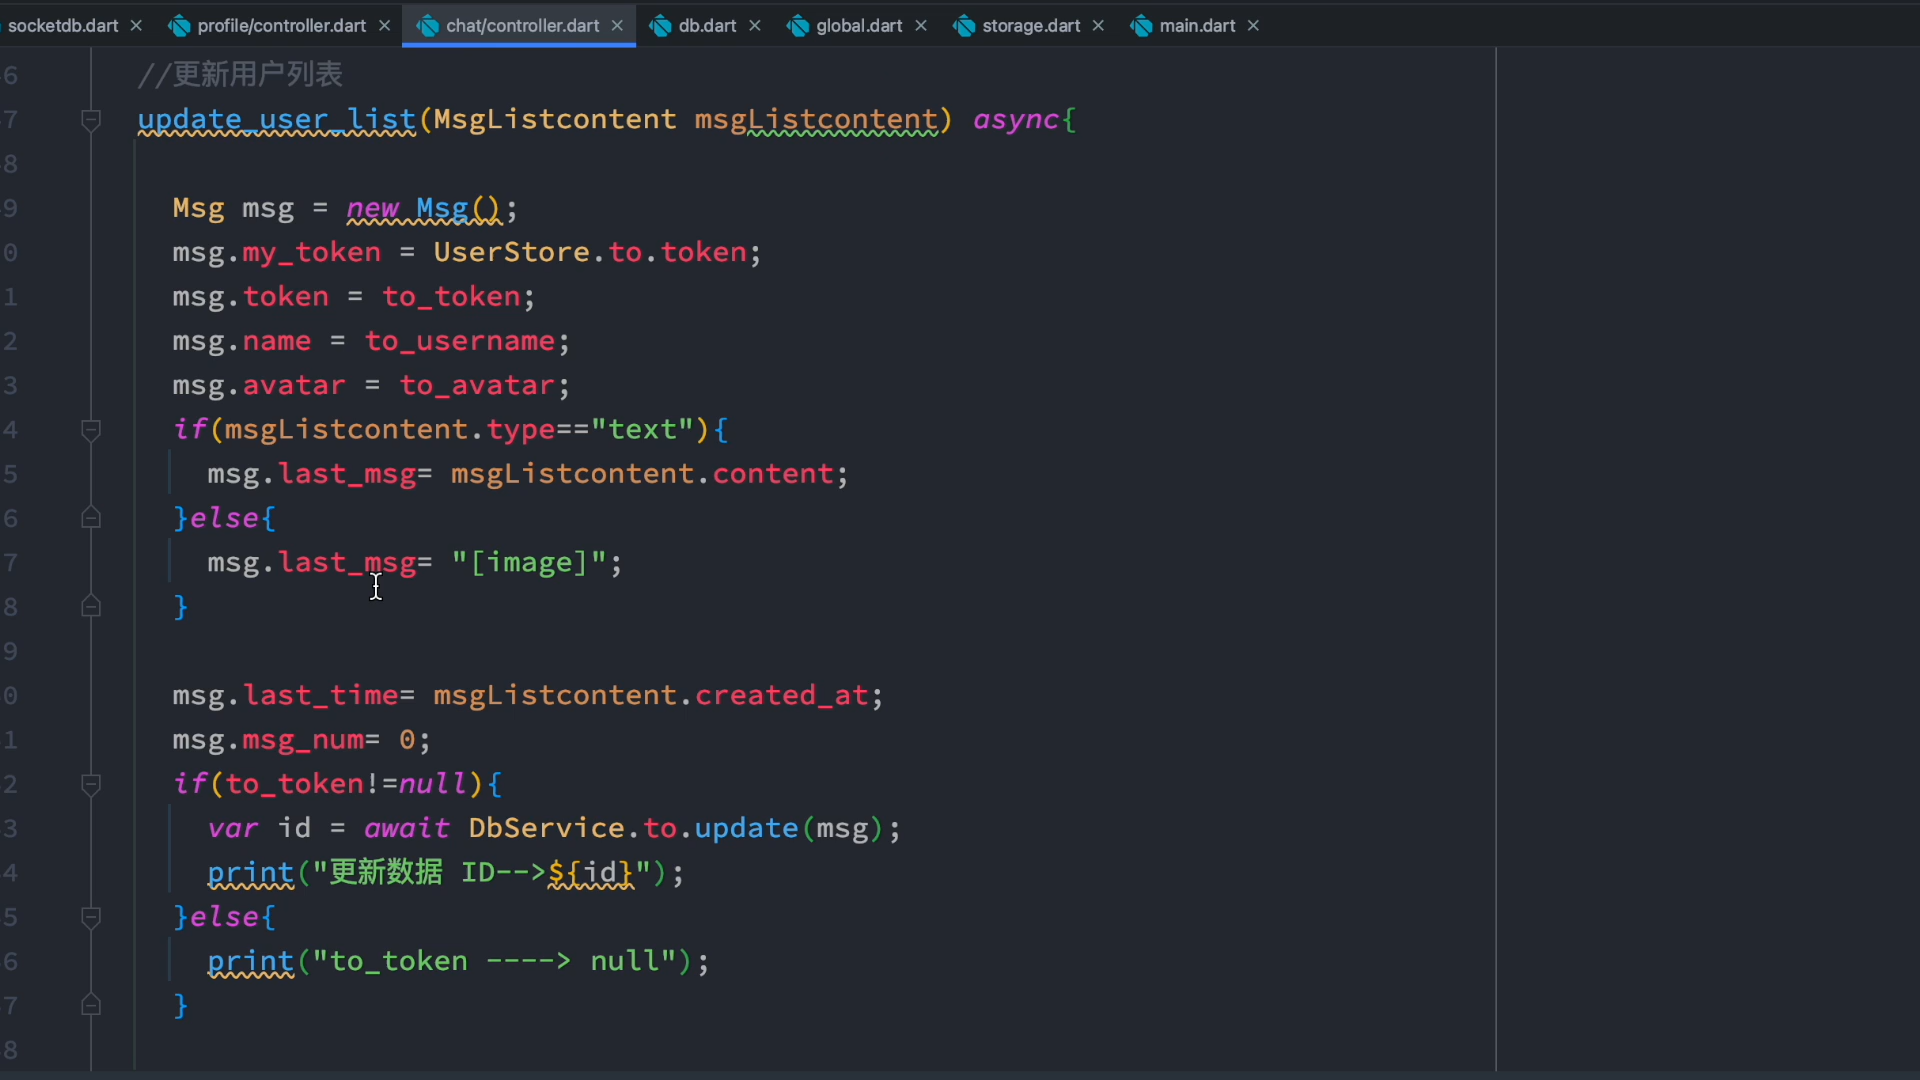 socketdb.dart profile/controller.dart chat/controller.dart db.dart global.dart storage.dart main.dart
6 //更新用户列表
7 update_user_list(MsgListcontent msgListcontent) async{
8
9 Msg msg = new Msg();
0 msg.my_token = UserStore.to.token;
1 msg.token = to_token;
2 msg.name = to_username;
3 msg.avatar = to_avatar;
4 if(msgListcontent.type=="text"){
5 msg.last_msg= msgListcontent.content;
6 }else{
7 msg.last_msg= "[image]";
8 }
9
0 msg.last_time= msgListcontent.created_at;
1 msg.msg_num= 0;
2 if(to_token!=null){
3 var id = await DbService.to.update(msg);
4 print("更新数据 ID-->${id}");
5 }else{
6 print("to_token ----> null");
7 }
8